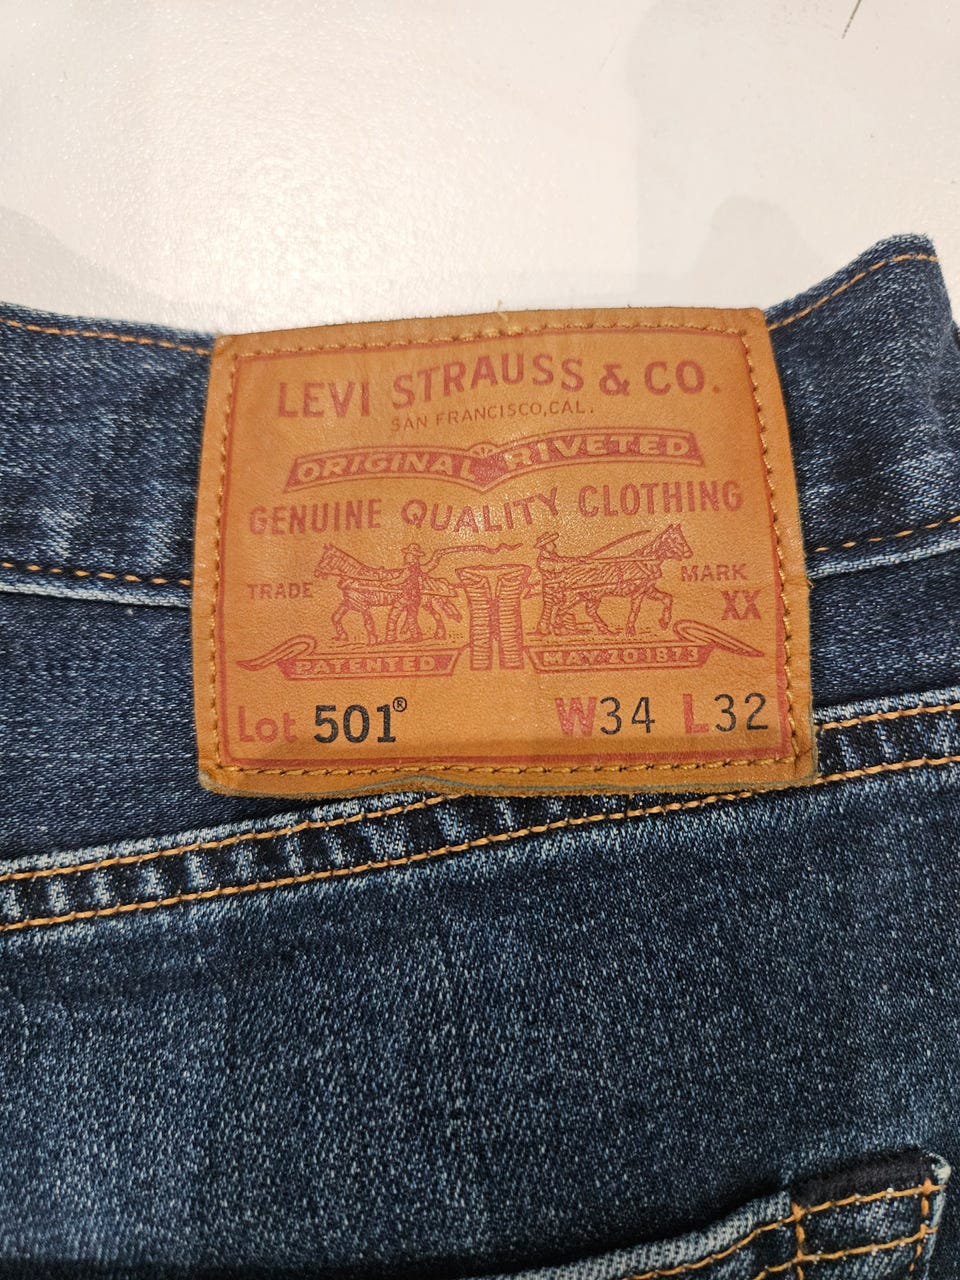 LEVI STRAUSS & CO.
SAN FRANCISCO, CAL.
ORIGINAL RIVETED
GENUINE QUALITY CLOTHING
TRADE MARK
XX
PATENTED MAY 20 1873
Lot 501® W34 L32